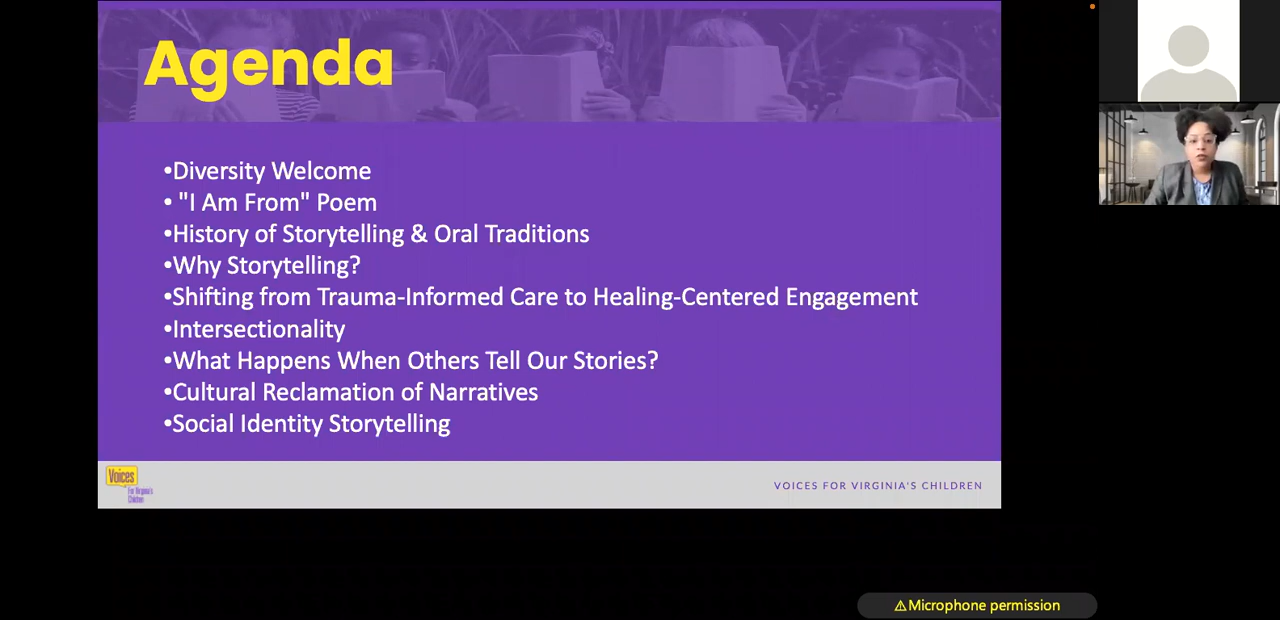 Agenda
•Diversity Welcome
• "I Am From" Poem
•History of Storytelling & Oral Traditions
•Why Storytelling?
•Shifting from Trauma-Informed Care to Healing-Centered Engagement
•Intersectionality
•What Happens When Others Tell Our Stories?
•Cultural Reclamation of Narratives
•Social Identity Storytelling
Voices
For Virginia's
Children
VOICES FOR VIRGINIA'S CHILDREN
⚠Microphone permission